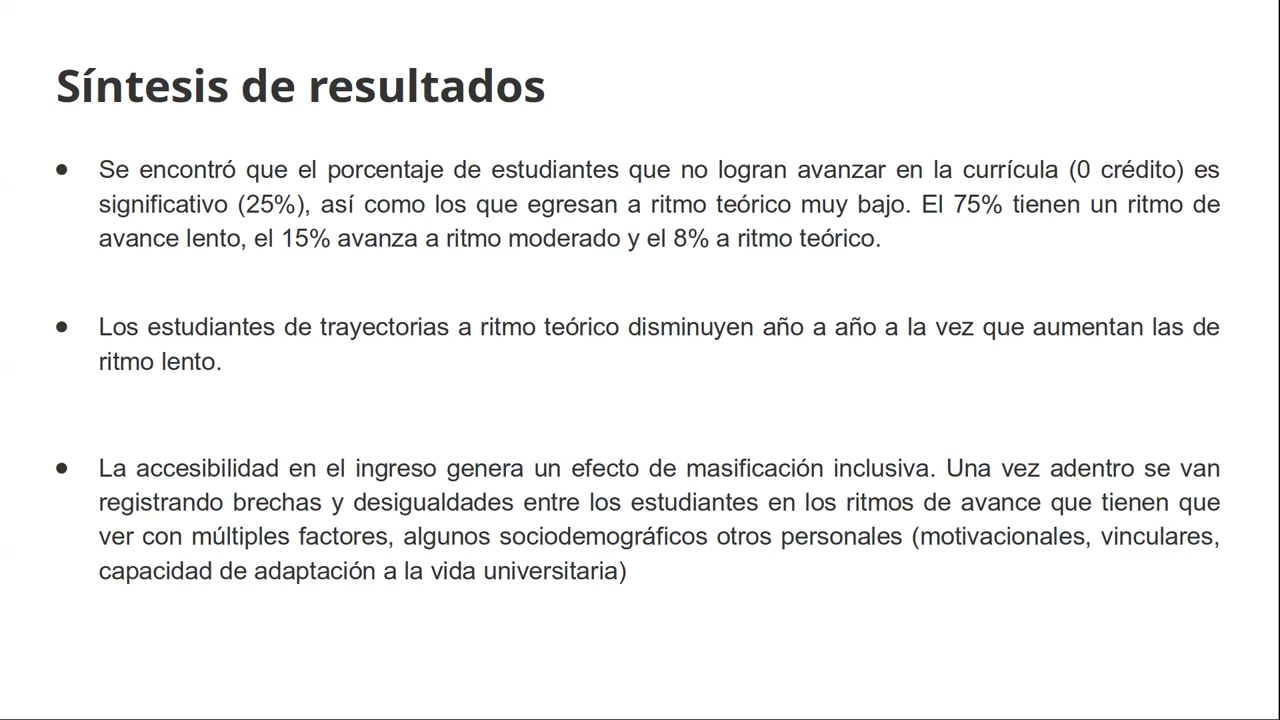 Síntesis de resultados
● Se encontró que el porcentaje de estudiantes que no logran avanzar en la currícula (0 crédito) es
significativo (25%), así como los que egresan a ritmo teórico muy bajo. El 75% tienen un ritmo de
avance lento, el 15% avanza a ritmo moderado y el 8% a ritmo teórico.
● Los estudiantes de trayectorias a ritmo teórico disminuyen año a año a la vez que aumentan las de
ritmo lento.
● La accesibilidad en el ingreso genera un efecto de masificación inclusiva. Una vez adentro se van
registrando brechas y desigualdades entre los estudiantes en los ritmos de avance que tienen que
ver con múltiples factores, algunos sociodemográficos otros personales (motivacionales, vinculares,
capacidad de adaptación a la vida universitaria)